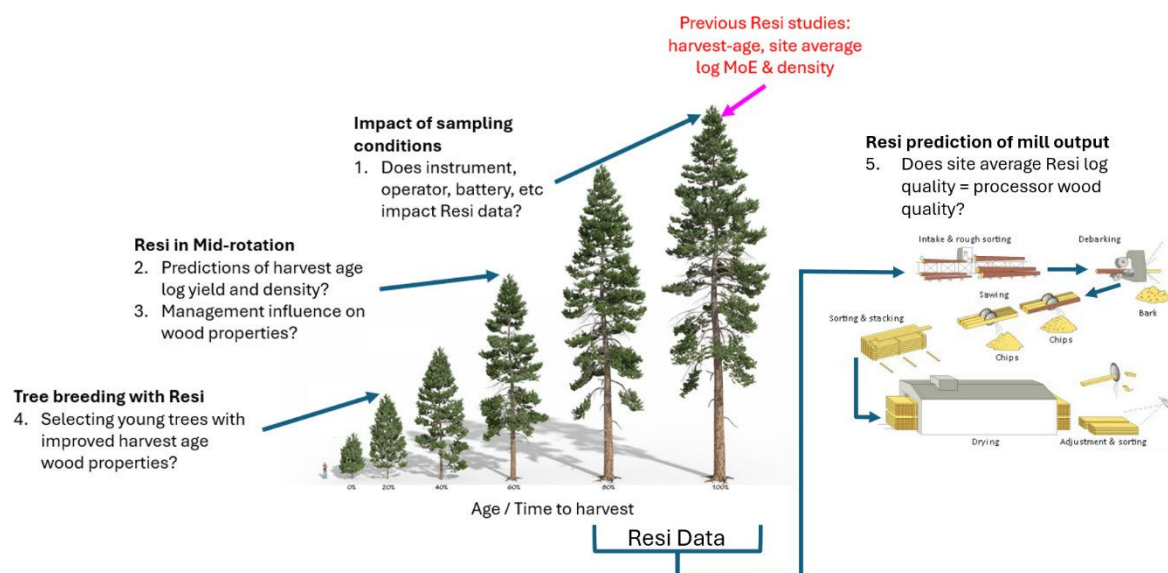 Previous Resi studies:
harvest-age, site average
log MoE & density
Impact of sampling
conditions
1. Does instrument,
operator, battery, etc
impact Resi data?
Resi in Mid-rotation
2. Predictions of harvest age
log yield and density?
3. Management influence on
wood properties?
Tree breeding with Resi
4. Selecting young trees with
improved harvest age
wood properties?
0%
20%
40%
60%
80%
100%
Age / Time to harvest
Resi Data
Resi prediction of mill output
5. Does site average Resi log
quality = processor wood
quality?
Intake & rough sorting
Debarking
Bark
Sawing
Chips
Chips
Sorting & stacking
Drying
Adjustment & sorting